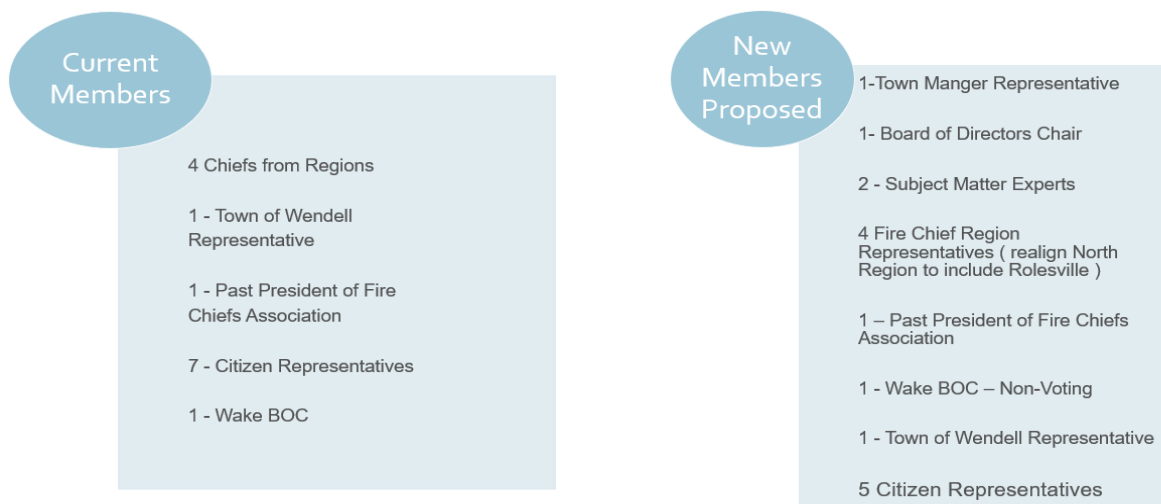 Current
Members
4 Chiefs from Regions
1 - Town of Wendell
Representative
1 - Past President of Fire
Chiefs Association
7 - Citizen Representatives
1 - Wake BOC
New
Members
Proposed
1-Town Manger Representative
1- Board of Directors Chair
2 - Subject Matter Experts
4 Fire Chief Region
Representatives ( realign North
Region to include Rolesville )
1 – Past President of Fire Chiefs
Association
1 - Wake BOC – Non-Voting
1 - Town of Wendell Representative
5 Citizen Representatives